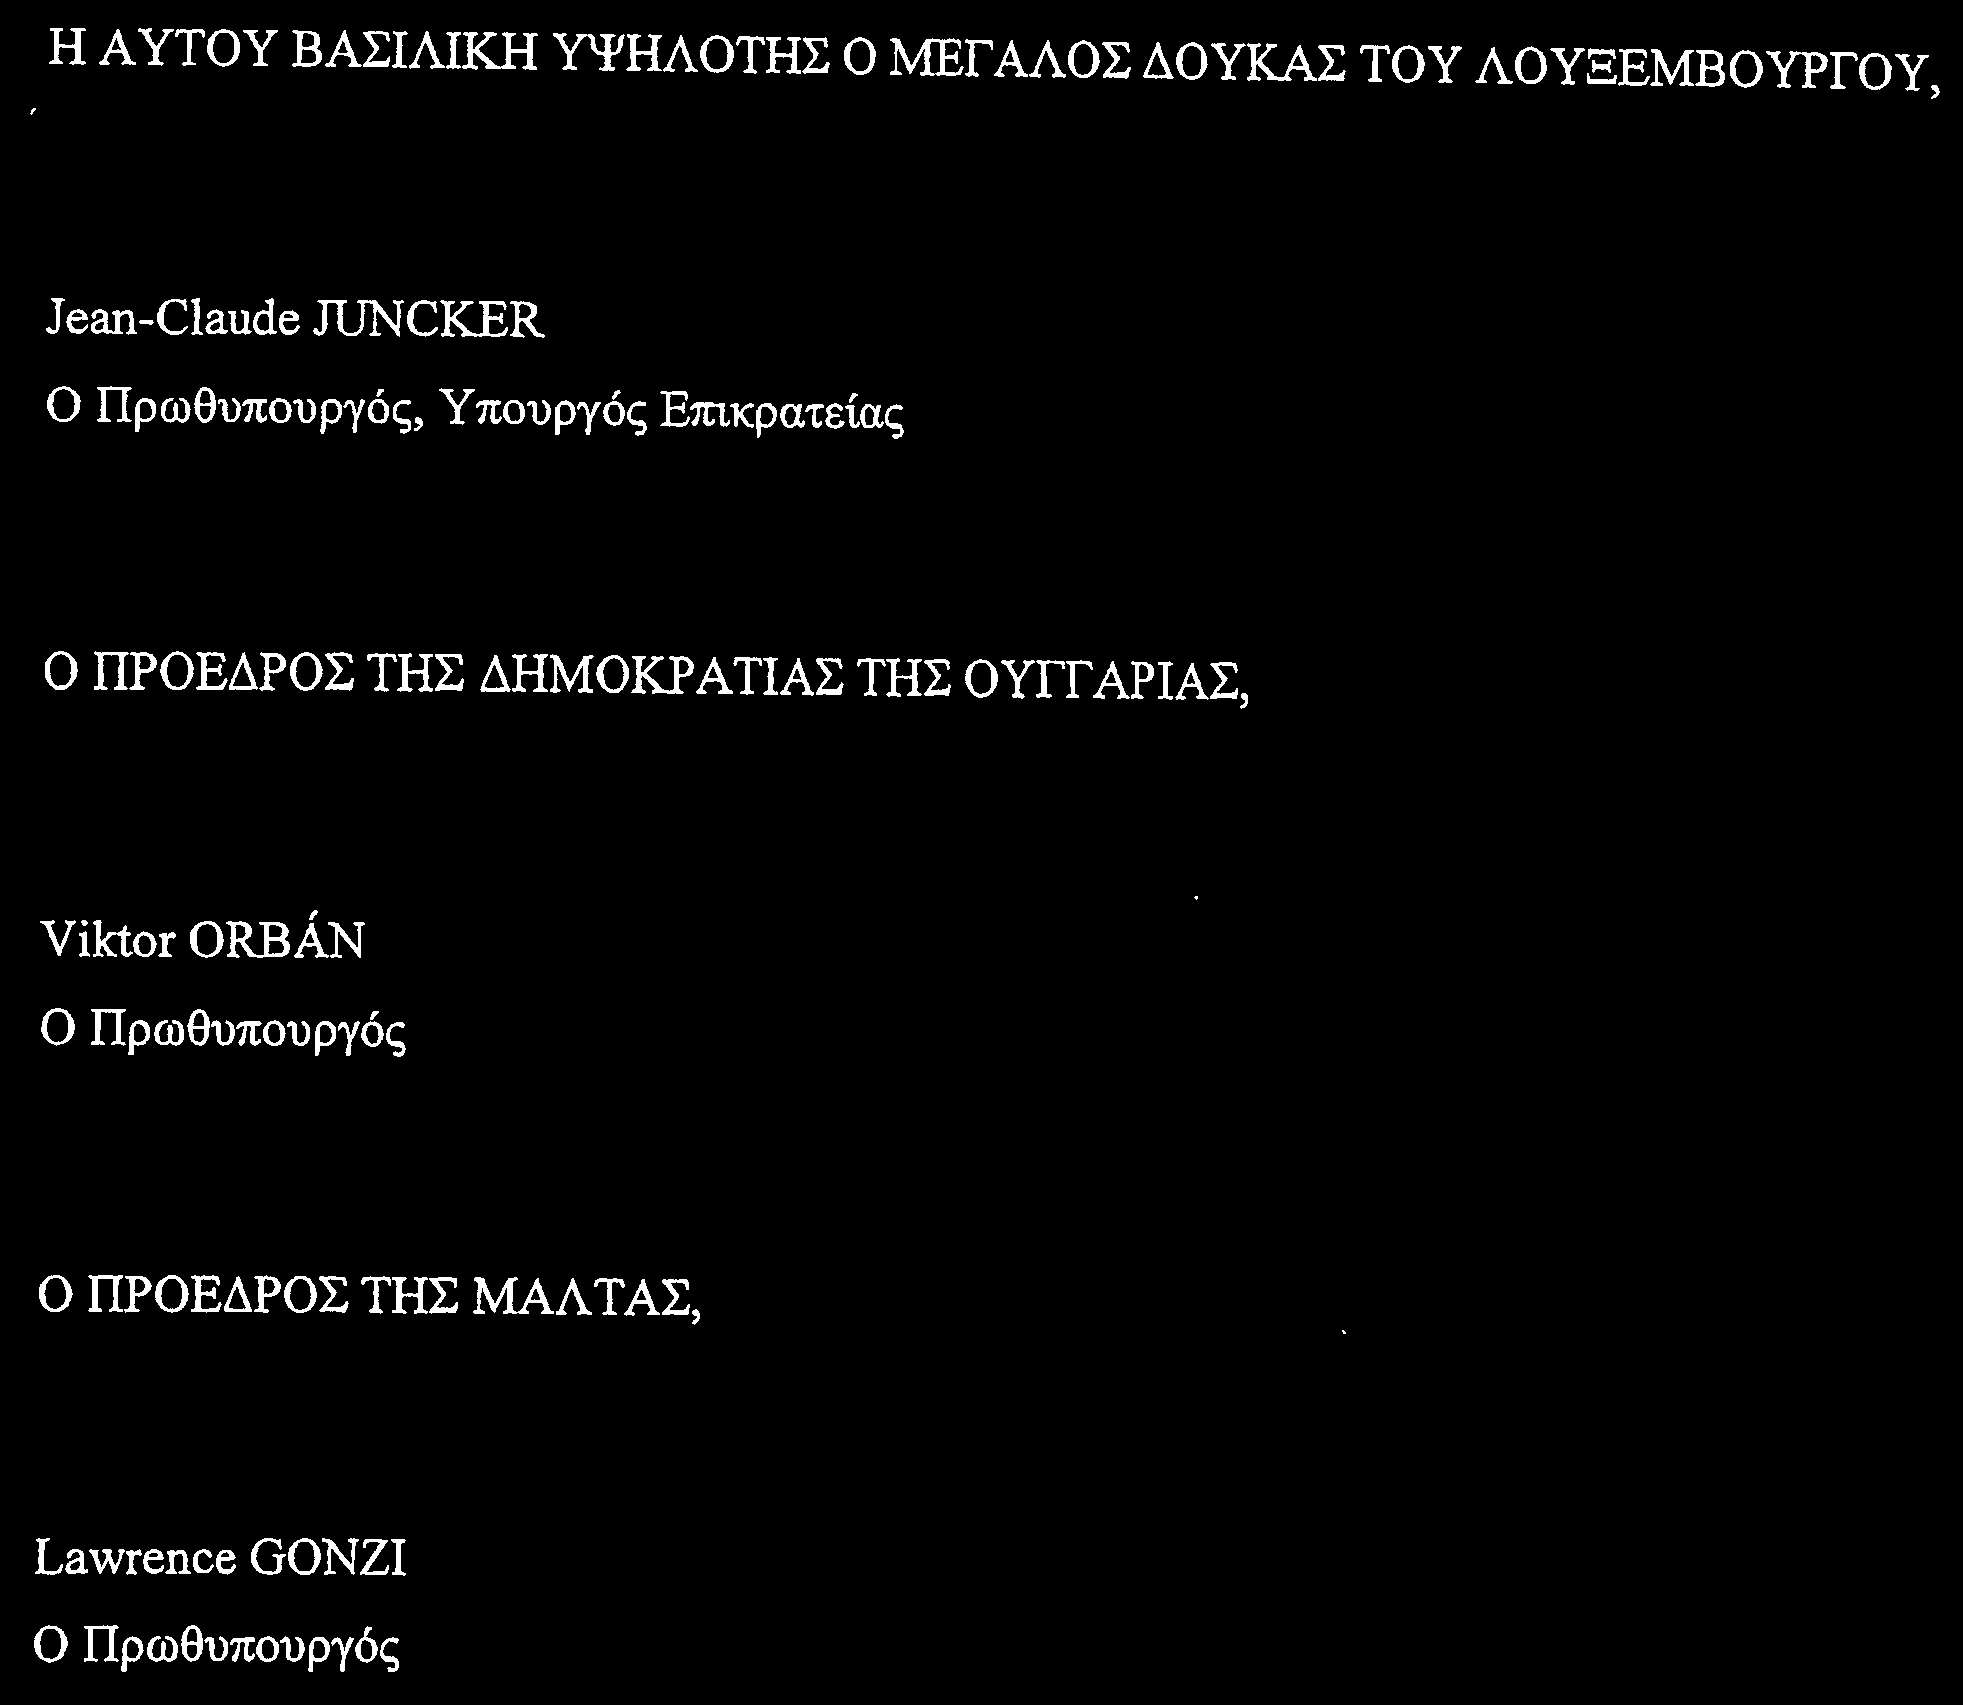 Η ΑΥΤΟΥ ΒΑΣΙΛΙΚΗ ΥΨΗΛΟΤΗΣ Ο ΜΕΓΑΛΟΣ ΔΟΥΚΑΣ ΤΟΥ ΛΟΥΞΕΜΒΟΥΡΓΟΥ,
Jean-Claude JUNCKER
Ο Πρωθυπουργός, Υπουργός Επικρατείας
Ο ΠΡΟΕΔΡΟΣ ΤΗΣ ΔΗΜΟΚΡΑΤΙΑΣ ΤΗΣ ΟΥΓΓΑΡΙΑΣ,
Viktor ORBÁN
Ο Πρωθυπουργός
Ο ΠΡΟΕΔΡΟΣ ΤΗΣ ΜΑΛΤΑΣ,
Lawrence GONZI
Ο Πρωθυπουργός